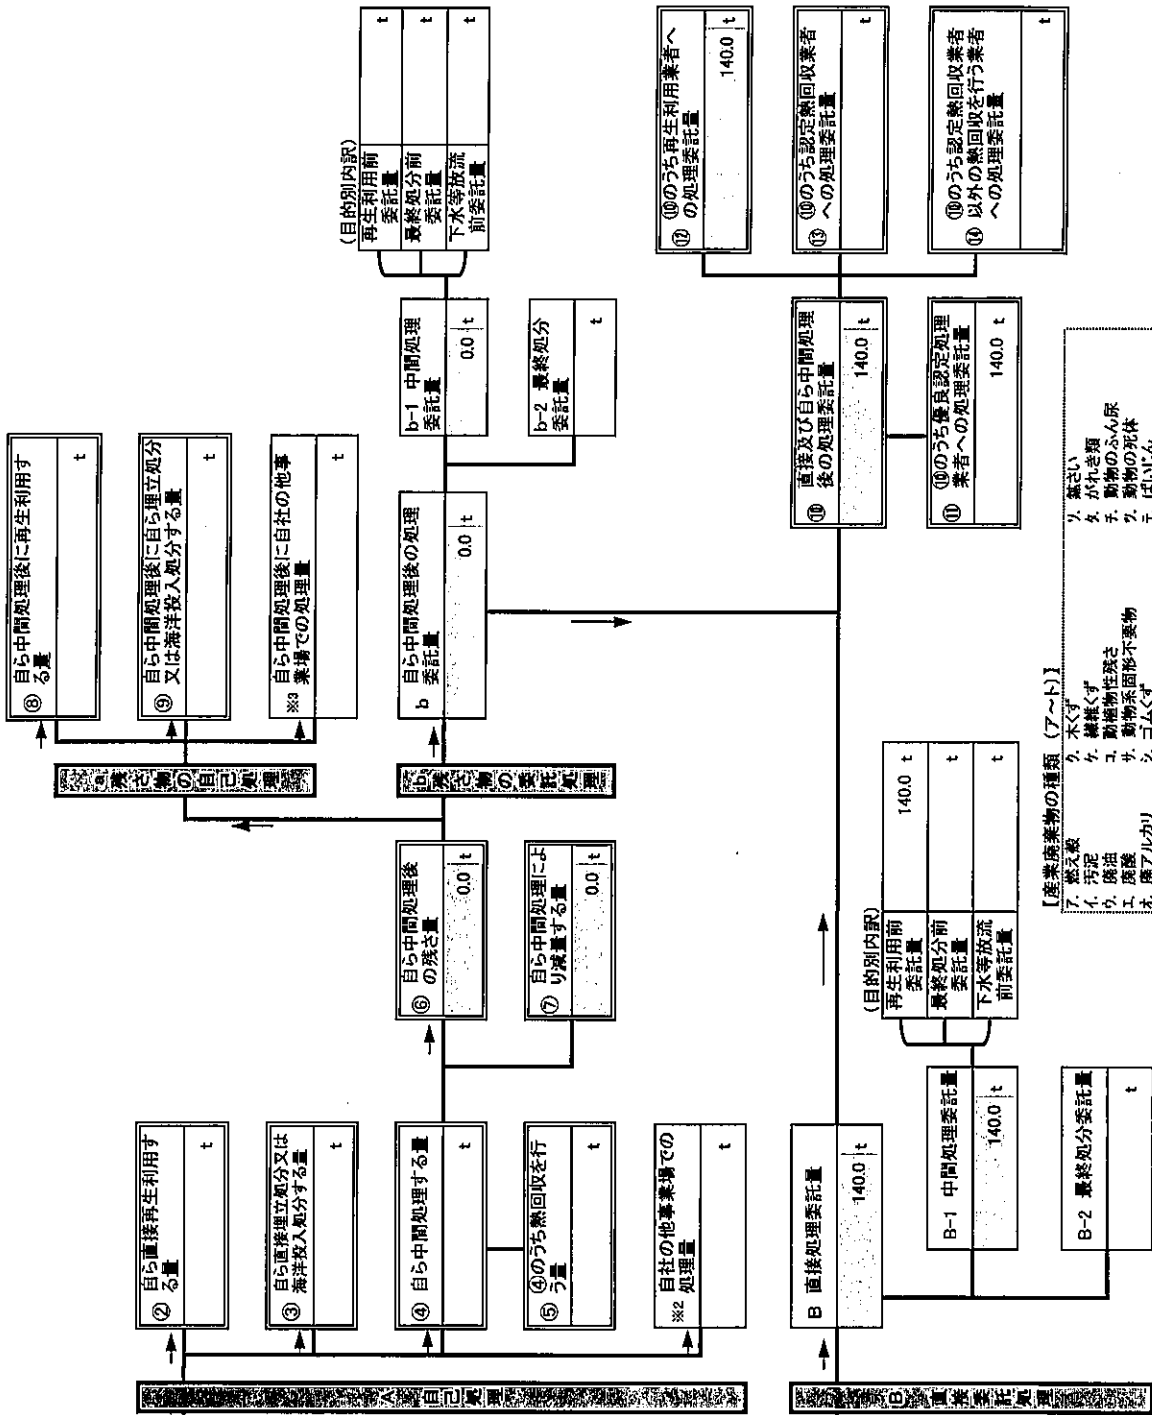 A 自己処理
② 自ら直接再生利用す
る量
t
③ 自ら直接埋立処分又は
海洋投入処分する量
t
④ 自ら中間処理する量
t
⑤ ④のうち熱回収を行
う量
t
※2 自社の他事業場での
処理量
t
⑥ 自ら中間処理後
の残さ量
0.0 t
⑦ 自ら中間処理によ
り減量する量
0.0 t
a 残さ物の自己処理
⑧ 自ら中間処理後に再生利用す
る量
t
⑨ 自ら中間処理後に自ら埋立処分
又は海洋投入処分する量
t
※3 自ら中間処理後に自社の他事
業場での処理量
t
b 残さ物の委託処理
b 自ら中間処理後の処理
委託量
0.0 t
b-1 中間処理
委託量
0.0 t
b-2 最終処分
委託量
t
(目的別内訳)
再生利用前
委託量
t
最終処分前
委託量
t
下水等放流
前委託量
t
B 直接委託処理
B 直接処理委託量
140.0 t
B-1 中間処理委託量
140.0 t
B-2 最終処分委託量
t
(目的別内訳)
再生利用前
委託量
140.0 t
最終処分前
委託量
t
下水等放流
前委託量
t
⑩ 直接及び自ら中間処理
後の処理委託量
140.0 t
⑪ ⑩のうち優良認定処理
業者への処理委託量
140.0 t
⑫ ⑩のうち再生利用業者へ
の処理委託量
140.0 t
⑬ ⑩のうち認定熱回収業者
への処理委託量
t
⑭ ⑩のうち認定熱回収業者
以外の熱回収を行う業者
への処理委託量
t
【産業廃棄物の種類(ア~ト)】
ア. 燃え殻
イ. 汚泥
ウ. 廃油
エ. 廃酸
オ. 廃アルカリ
ク. 木くず
ケ. 繊維くず
コ. 動植物性残さ
サ. 動物系固形不要物
シ. ゴムくず
ソ. 鉱さい
タ. がれき類
チ. 動物のふん尿
ツ. 動物の死体
テ. ばいじん